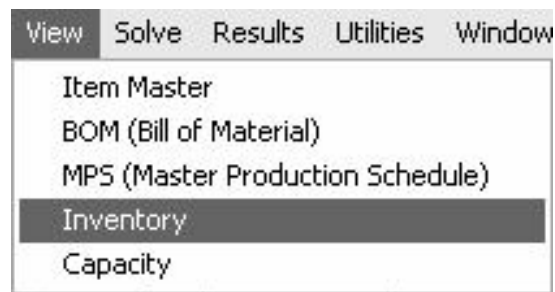 View Solve Results Utilities Window
Item Master
BOM (Bill of Material)
MPS (Master Production Schedule)
Inventory
Capacity